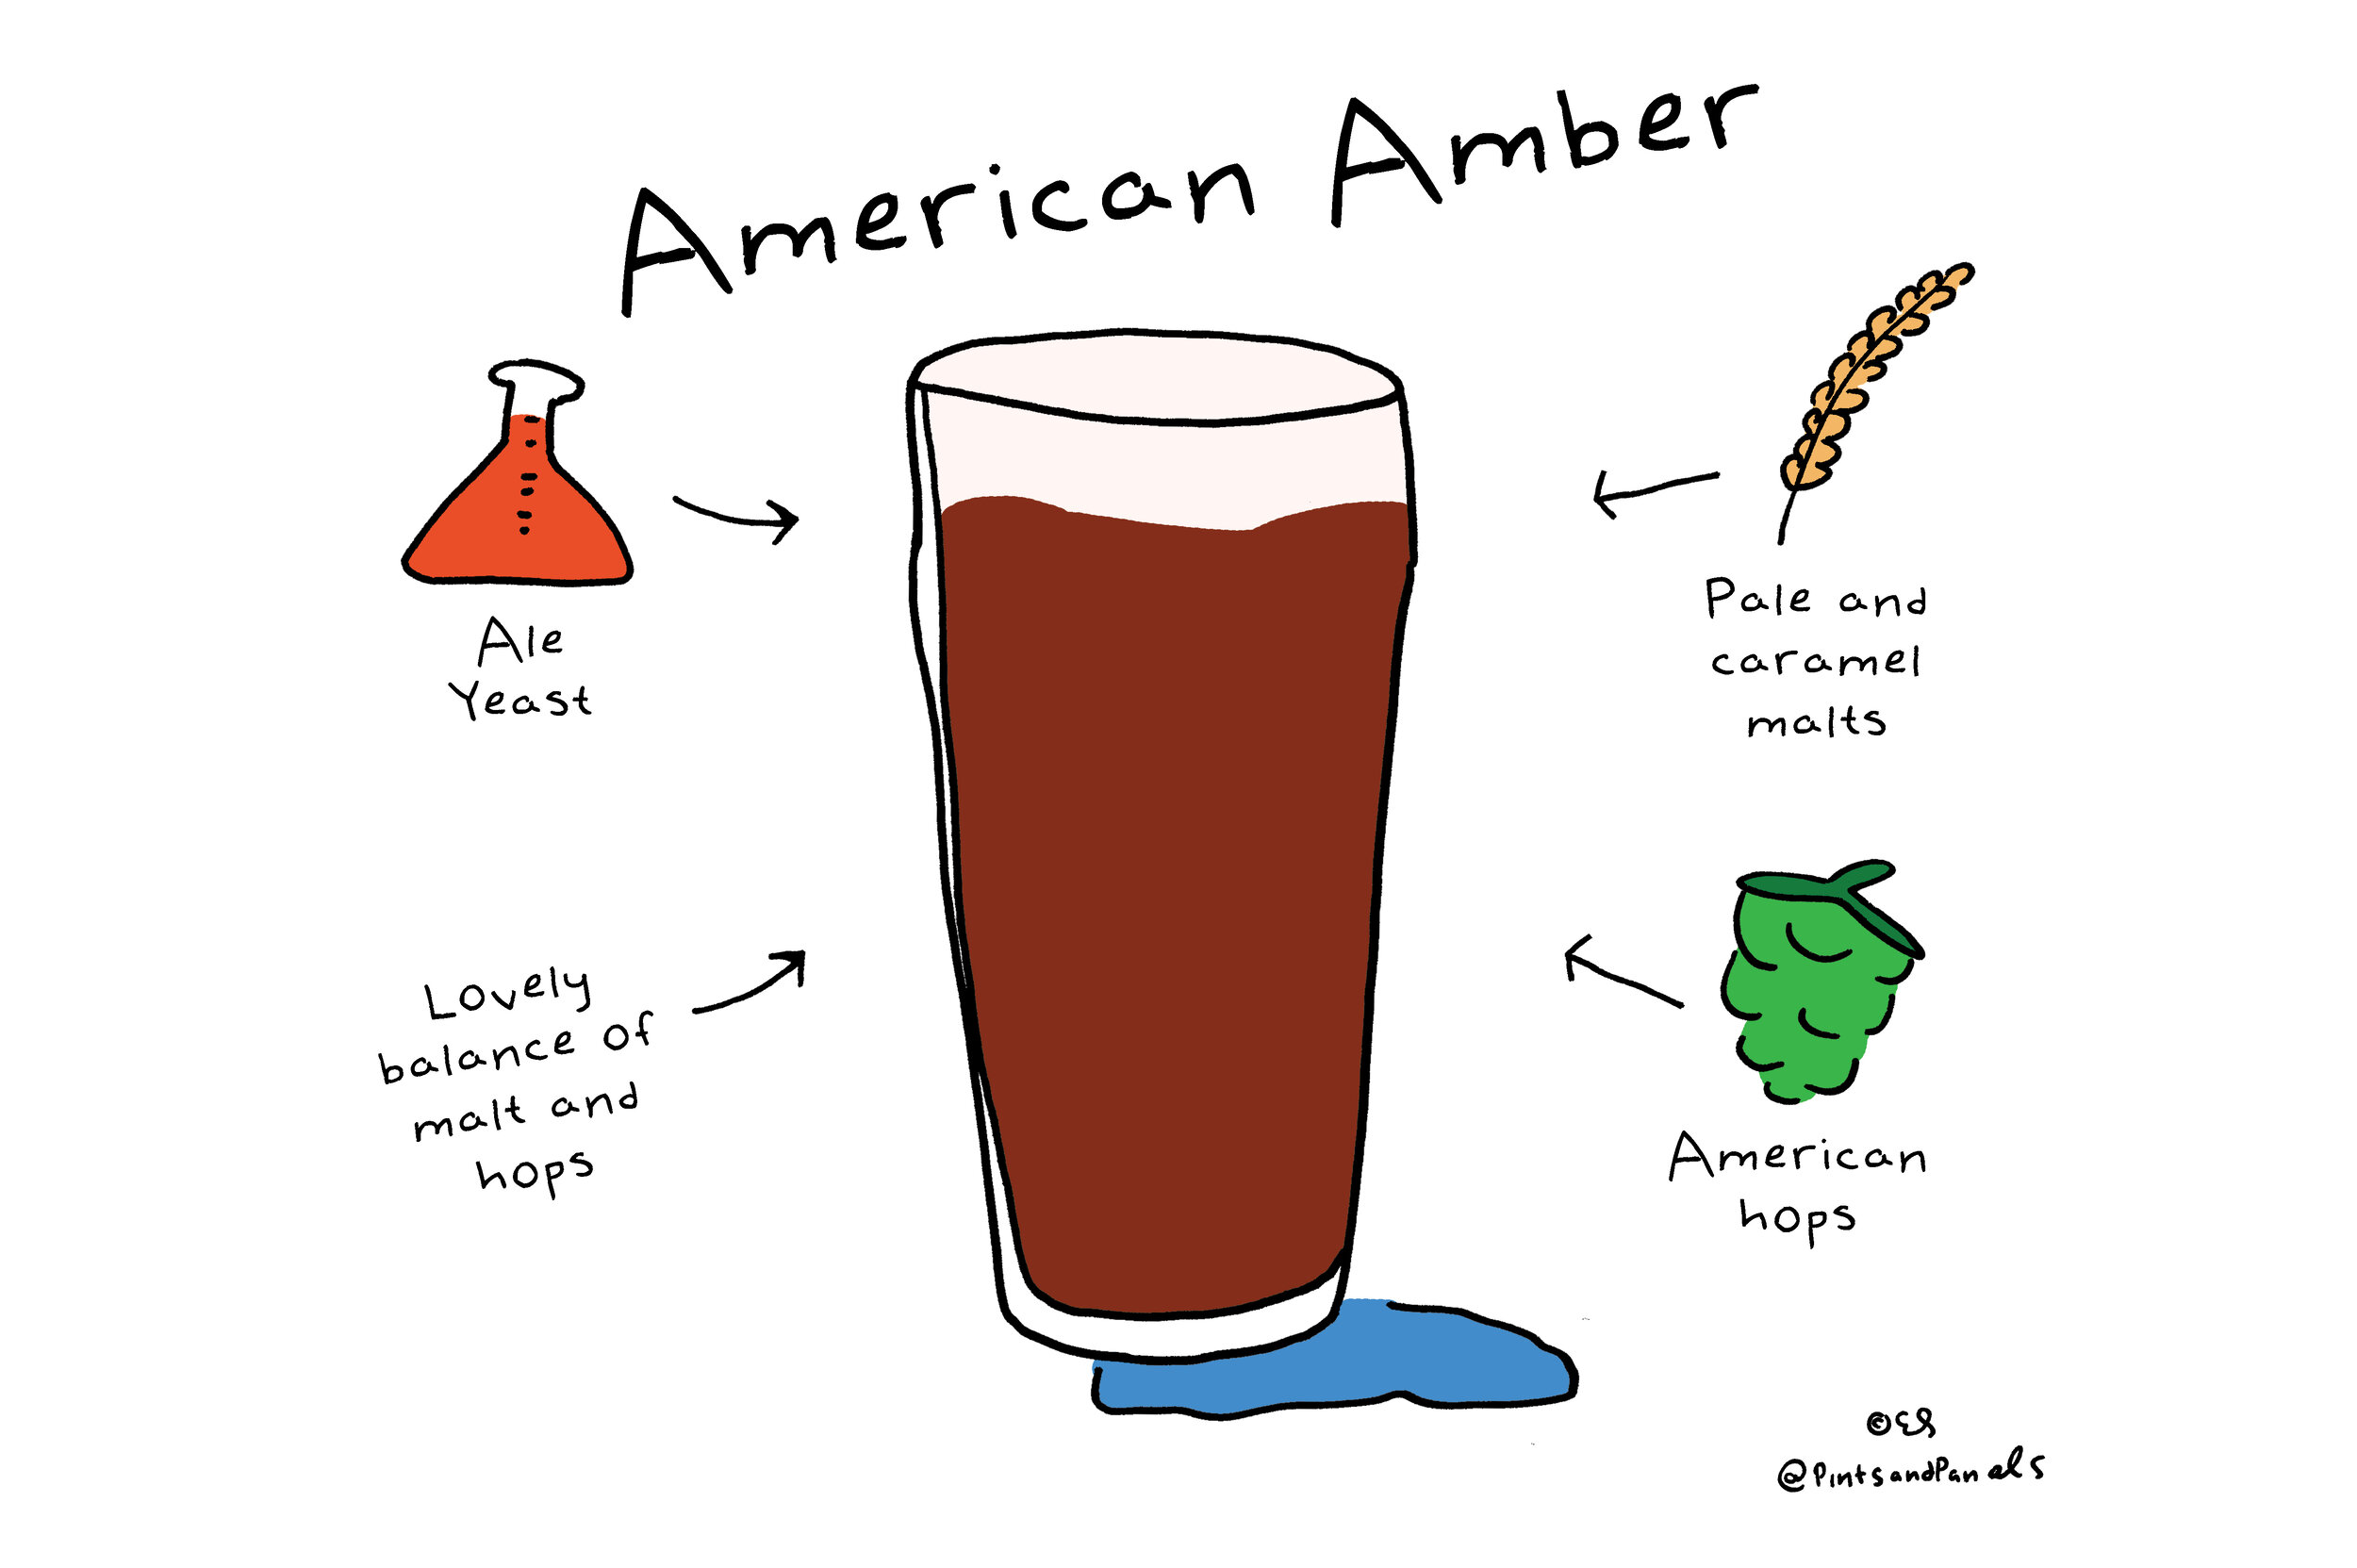 American Amber
Ale
Yeast
Pale and
caramel
malts
Lovely
balance of
malt and
hops
American
hops
©ES
@PintsandPanels